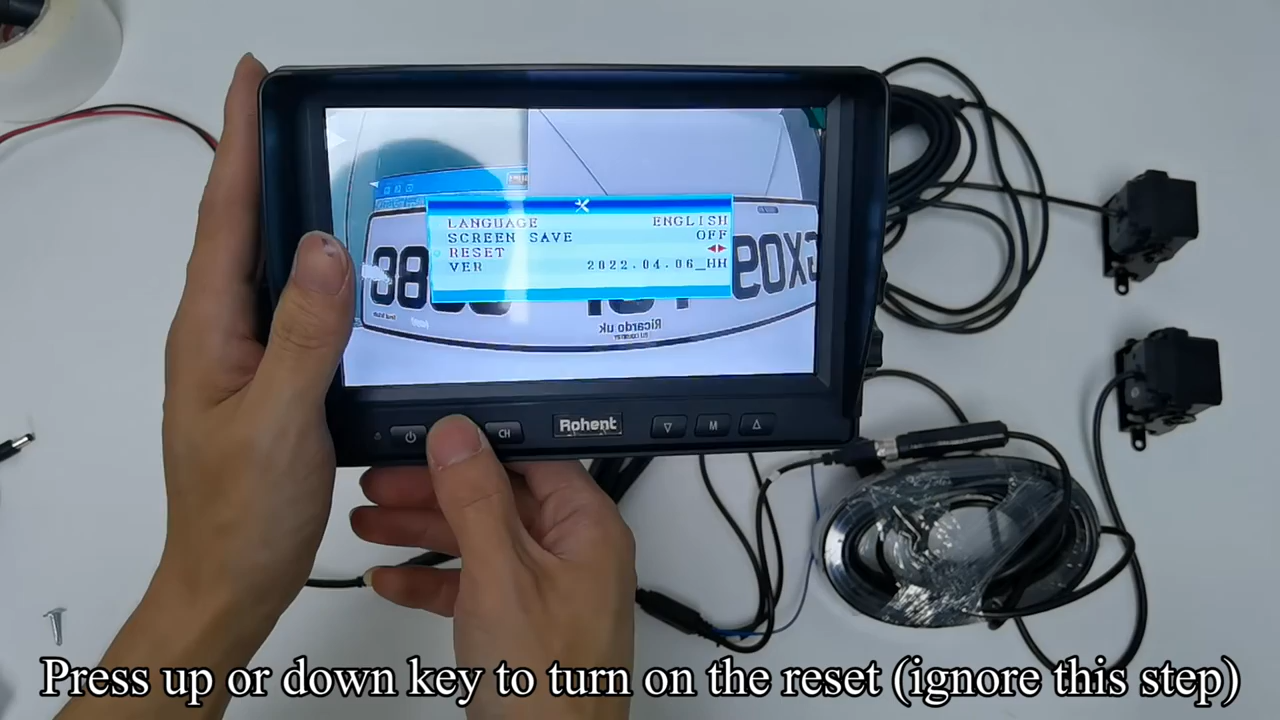 LANGUAGE ENGLISH
SCREEN SAVE OFF
RESET
VER 2022.04.06_HH
Ricardo uk
CH
Rohent
M
Press up or down key to turn on the reset (ignore this step)